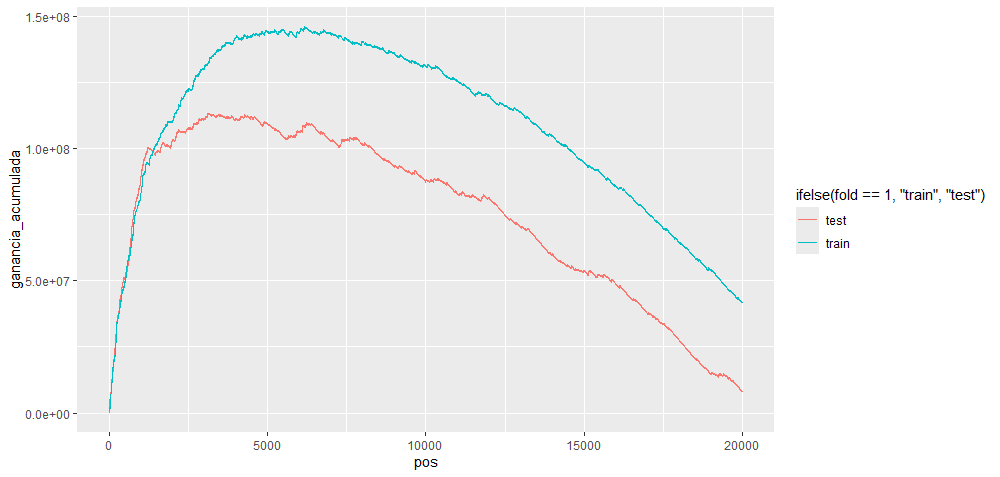 1.5e+08
1.0e+08
5.0e+07
0.0e+00
ganancia_acumulada
0
5000
10000
15000
20000
pos
ifelse(fold == 1, "train", "test")
test
train